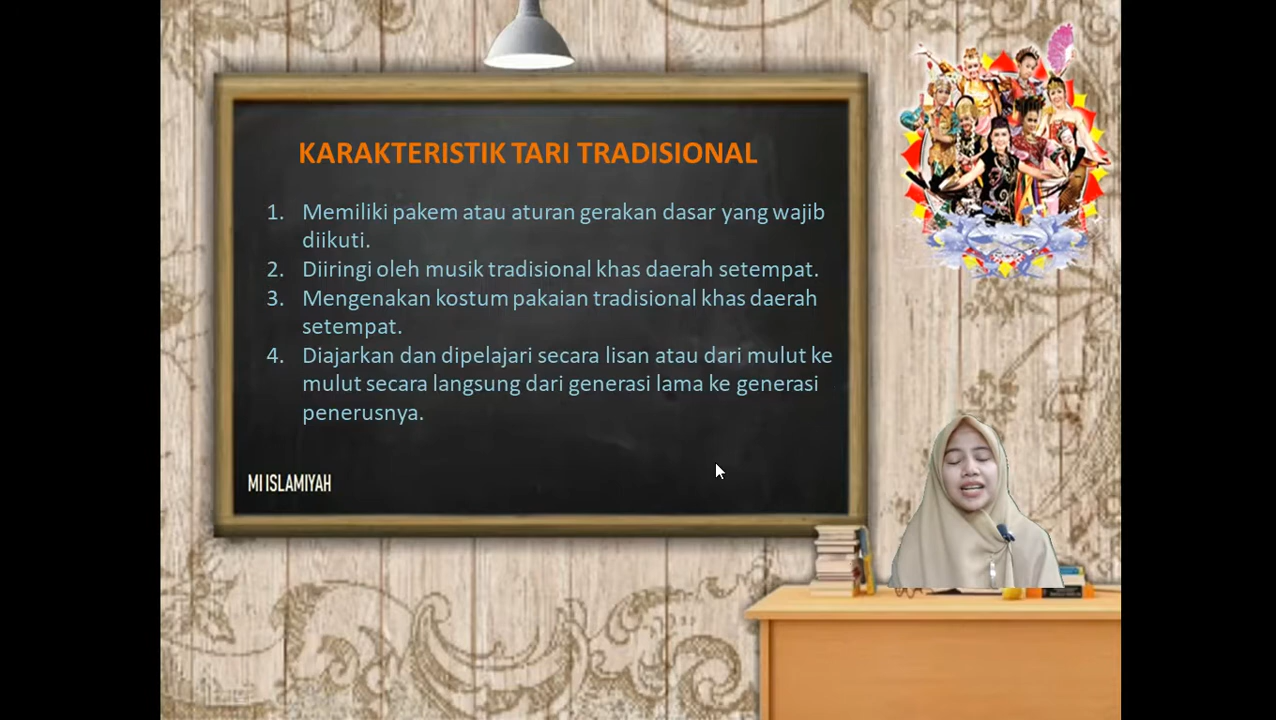 KARAKTERISTIK TARI TRADISIONAL
1. Memiliki pakem atau aturan gerakan dasar yang wajib
diikuti.
2. Diiringi oleh musik tradisional khas daerah setempat.
3. Mengenakan kostum pakaian tradisional khas daerah
setempat.
4. Diajarkan dan dipelajari secara lisan atau dari mulut ke
mulut secara langsung dari generasi lama ke generasi
penerusnya.
MI ISLAMIYAH